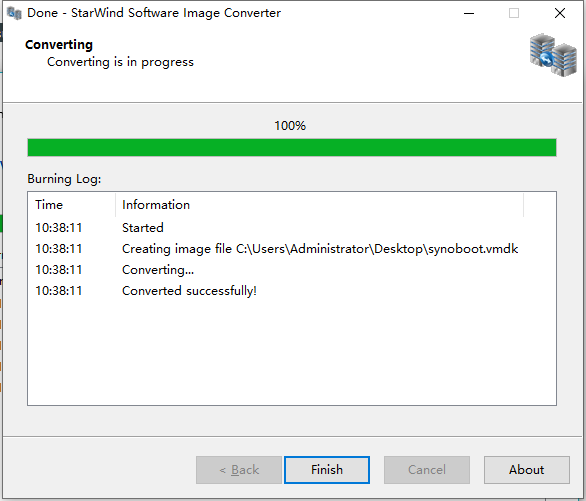 Done - StarWind Software Image Converter
Converting
Converting is in progress
100%
Burning Log:
Time Information
10:38:11 Started
10:38:11 Creating image file C:\Users\Administrator\Desktop\synoboot.vmdk
10:38:11 Converting...
10:38:11 Converted successfully!
< Back Finish Cancel About